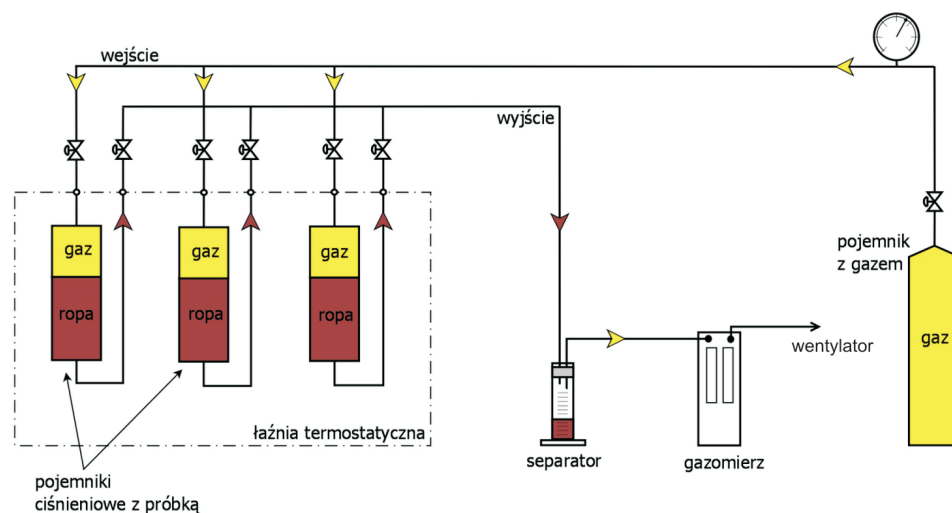 wejście
wyjście
gaz
gaz
gaz
ropa
ropa
ropa
pojemnik
z gazem
gaz
wentylator
łaźnia termostatyczna
separator
gazomierz
pojemniki
ciśnieniowe z próbką